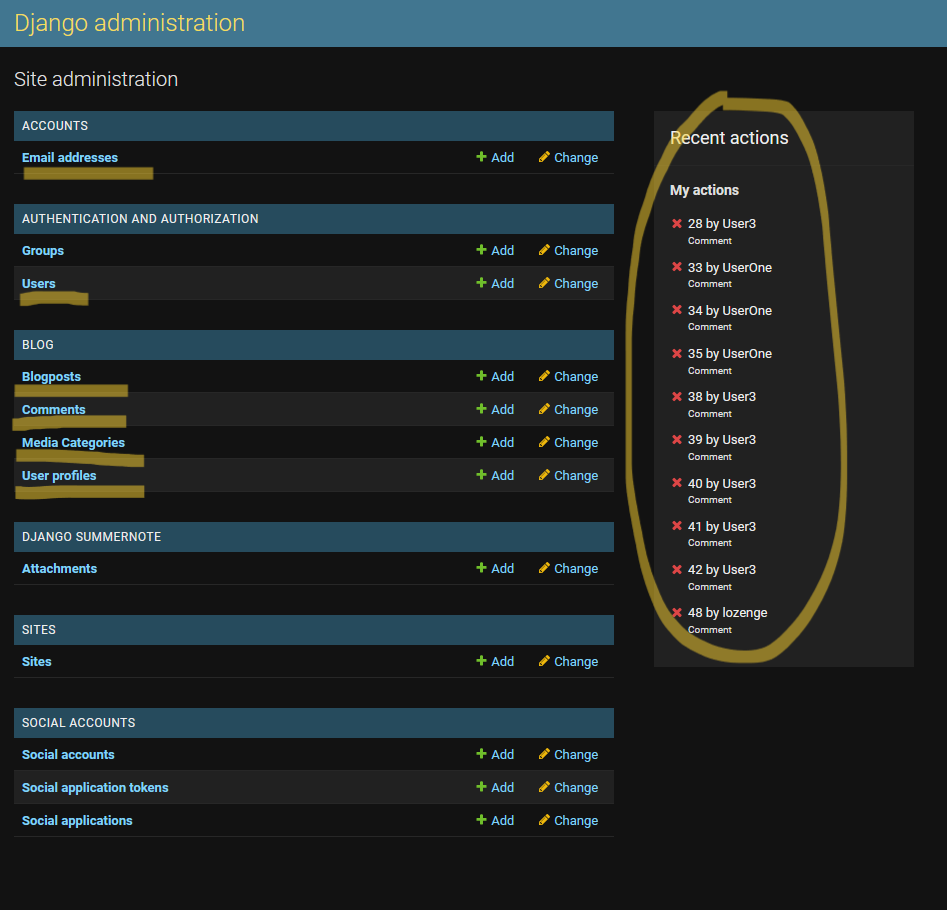 Django administration
Site administration
ACCOUNTS
Email addresses Add Change
AUTHENTICATION AND AUTHORIZATION
Groups Add Change
Users Add Change
BLOG
Blogposts Add Change
Comments Add Change
Media Categories Add Change
User profiles Add Change
DJANGO SUMMERNOTE
Attachments Add Change
SITES
Sites Add Change
SOCIAL ACCOUNTS
Social accounts Add Change
Social application tokens Add Change
Social applications Add Change
Recent actions
My actions
28 by User3
Comment
33 by UserOne
Comment
34 by UserOne
Comment
35 by UserOne
Comment
38 by User3
Comment
39 by User3
Comment
40 by User3
Comment
41 by User3
Comment
42 by User3
Comment
48 by lozenge
Comment